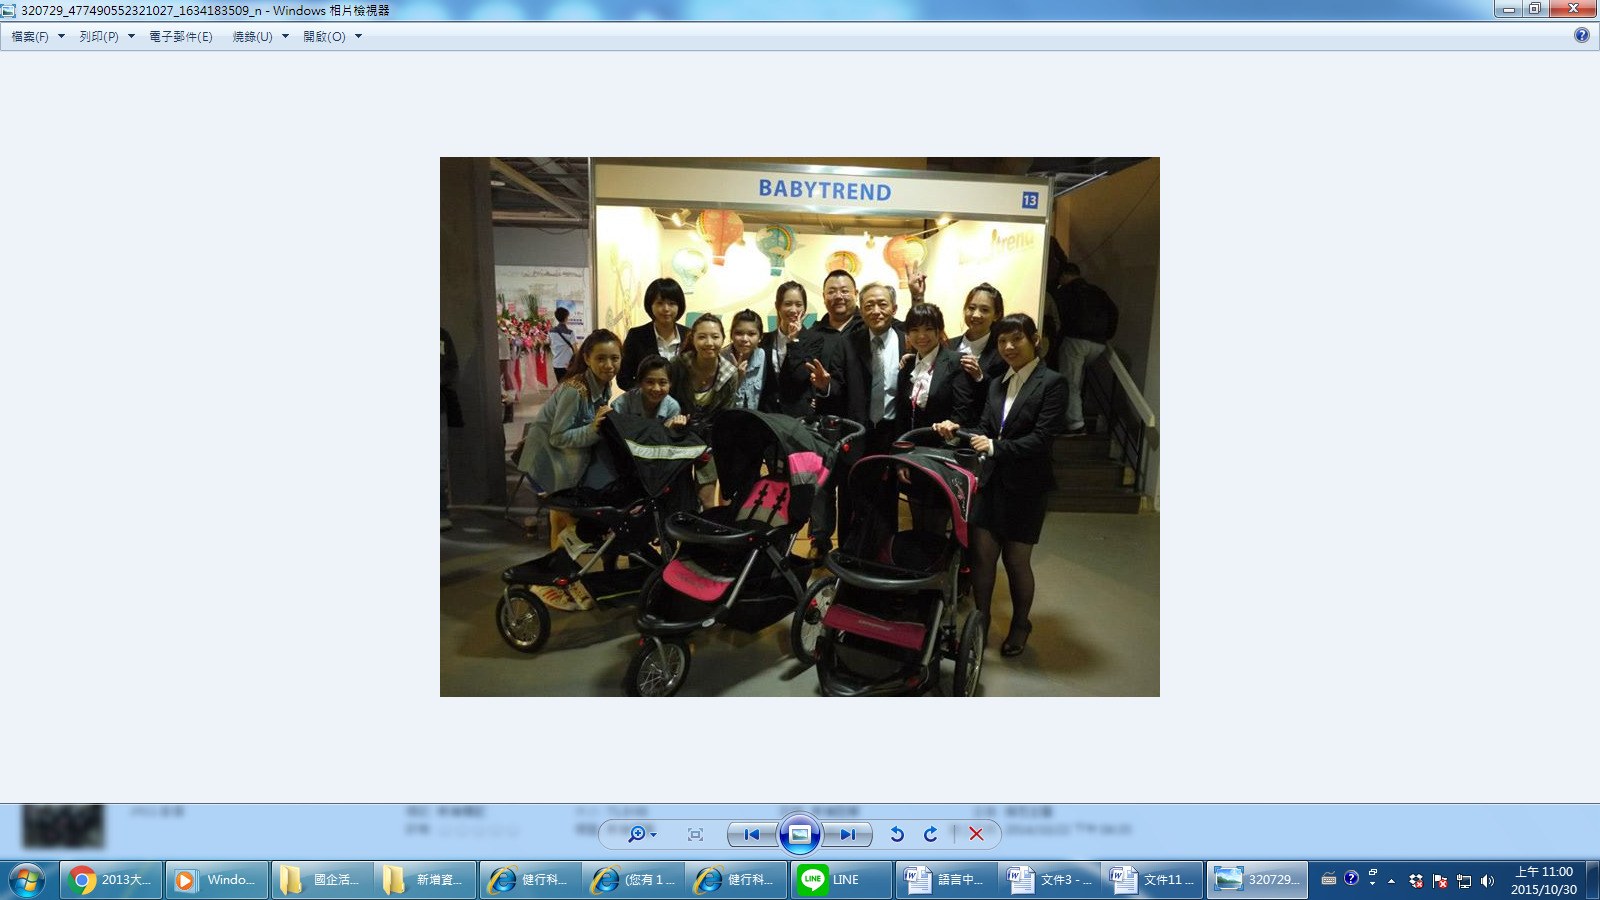 320729_477490552321027_1634183509_n - Windows 相片檢視器
檔案(F) 列印(P) 電子郵件(E) 燒錄(U) 開啟(O)
BABYTREND
13
trend
2013大...
Windo...
國企活...
新增資...
健行科...
(您有 1 ...
健行科...
LINE
語言中...
文件3 - ...
文件11 ...
320729...
上午 11:00
2015/10/30